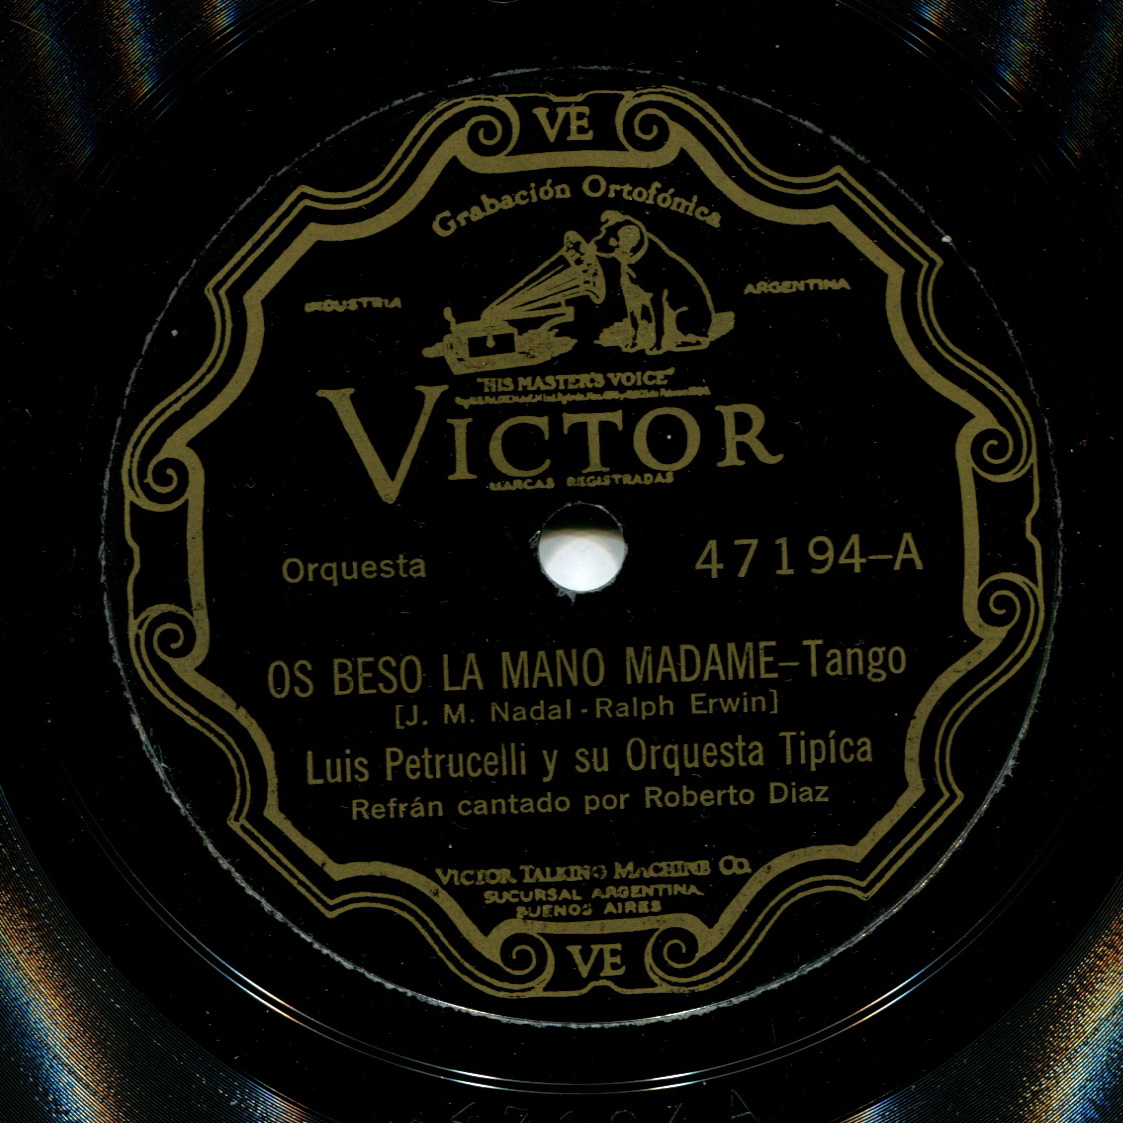 VE
Grabación Ortofónica
INDUSTRIA
ARGENTINA
"HIS MASTER'S VOICE"
VICTOR
MARCAS REGISTRADAS
Orquesta
47194-A
OS BESO LA MANO MADAME-Tango
[J. M. Nadal - Ralph Erwin]
Luis Petrucelli y su Orquesta Tipíca
Refrán cantado por Roberto Diaz
VICTOR TALKING MACHINE CO.
SUCURSAL ARGENTINA
BUENOS AIRES
VE